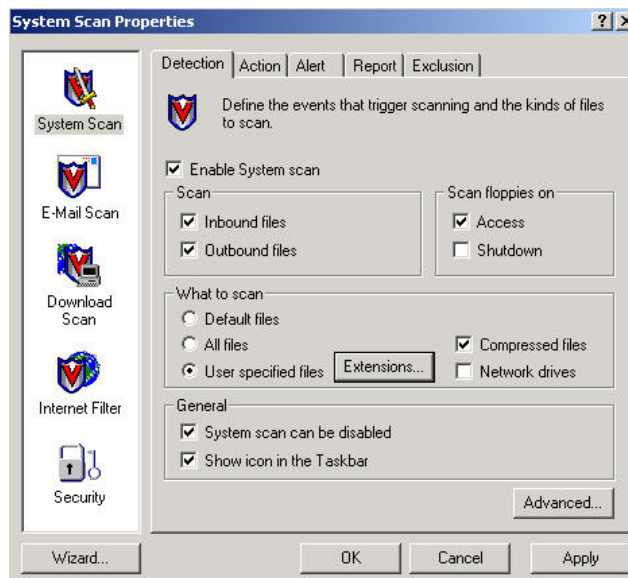 System Scan Properties
System Scan
E-Mail Scan
Download
Scan
Internet Filter
Security
Detection Action Alert Report Exclusion
Define the events that trigger scanning and the kinds of files
to scan.
Enable System scan
Scan
Inbound files
Outbound files
Scan floppies on
Access
Shutdown
What to scan
Default files
All files
User specified files
Extensions...
Compressed files
Network drives
General
System scan can be disabled
Show icon in the Taskbar
Advanced...
Wizard... OK Cancel Apply